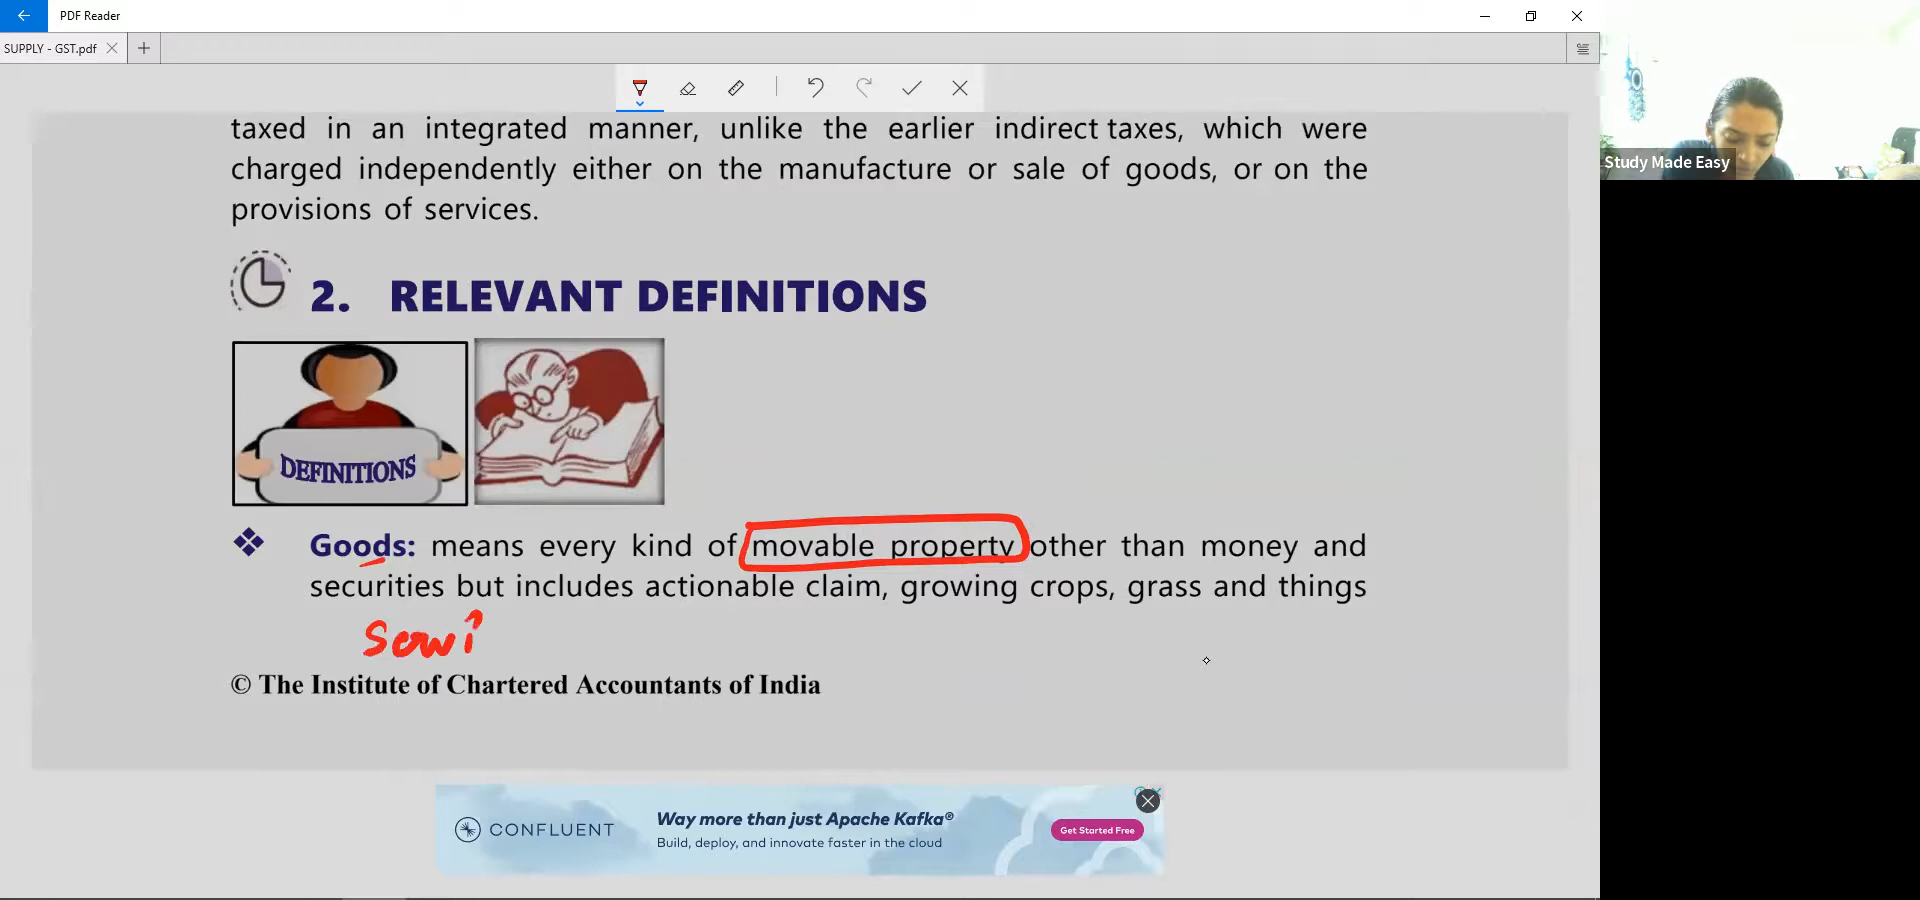 PDF Reader
SUPPLY - GST.pdf
taxed in an integrated manner, unlike the earlier indirect taxes, which were
charged independently either on the manufacture or sale of goods, or on the
provisions of services.
2. RELEVANT DEFINITIONS
DEFINITIONS
❖ Goods: means every kind of movable property other than money and
securities but includes actionable claim, growing crops, grass and things
© The Institute of Chartered Accountants of India
CONFLUENT
Way more than just Apache Kafka®
Build, deploy, and innovate faster in the cloud
Get Started Free
Study Made Easy